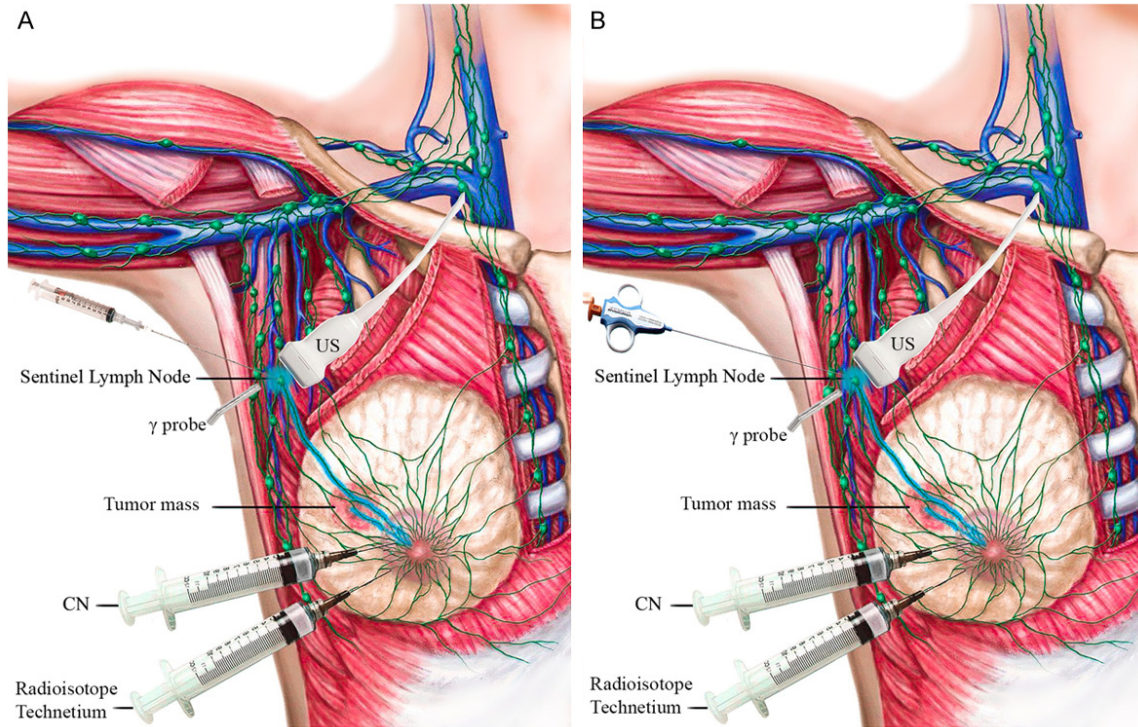 A
US
Sentinel Lymph Node
γ probe
Tumor mass
CN
Radioisotope
Technetium
B
US
Sentinel Lymph Node
γ probe
Tumor mass
CN
Radioisotope
Technetium